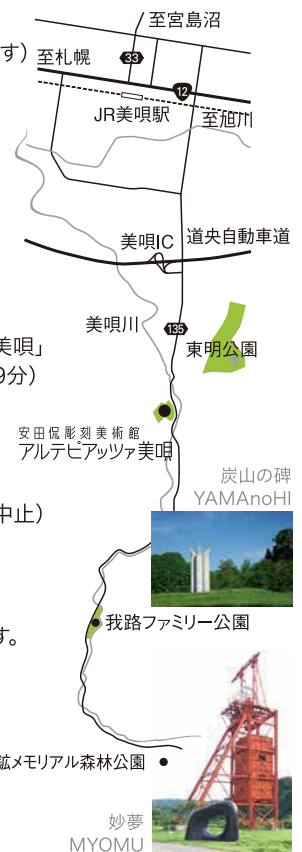 至宮島沼
す)
至札幌
33
12
JR美唄駅
至旭川
美唄IC
道央自動車道
美唄川
135
美唄」
9分)
東明公園
安田侃彫刻美術館
アルテピアッツァ美唄
炭山の碑
YAMAnoHI
中止)
我路ファミリー公園
す。
鉱メモリアル森林公園
妙夢
MYOMU